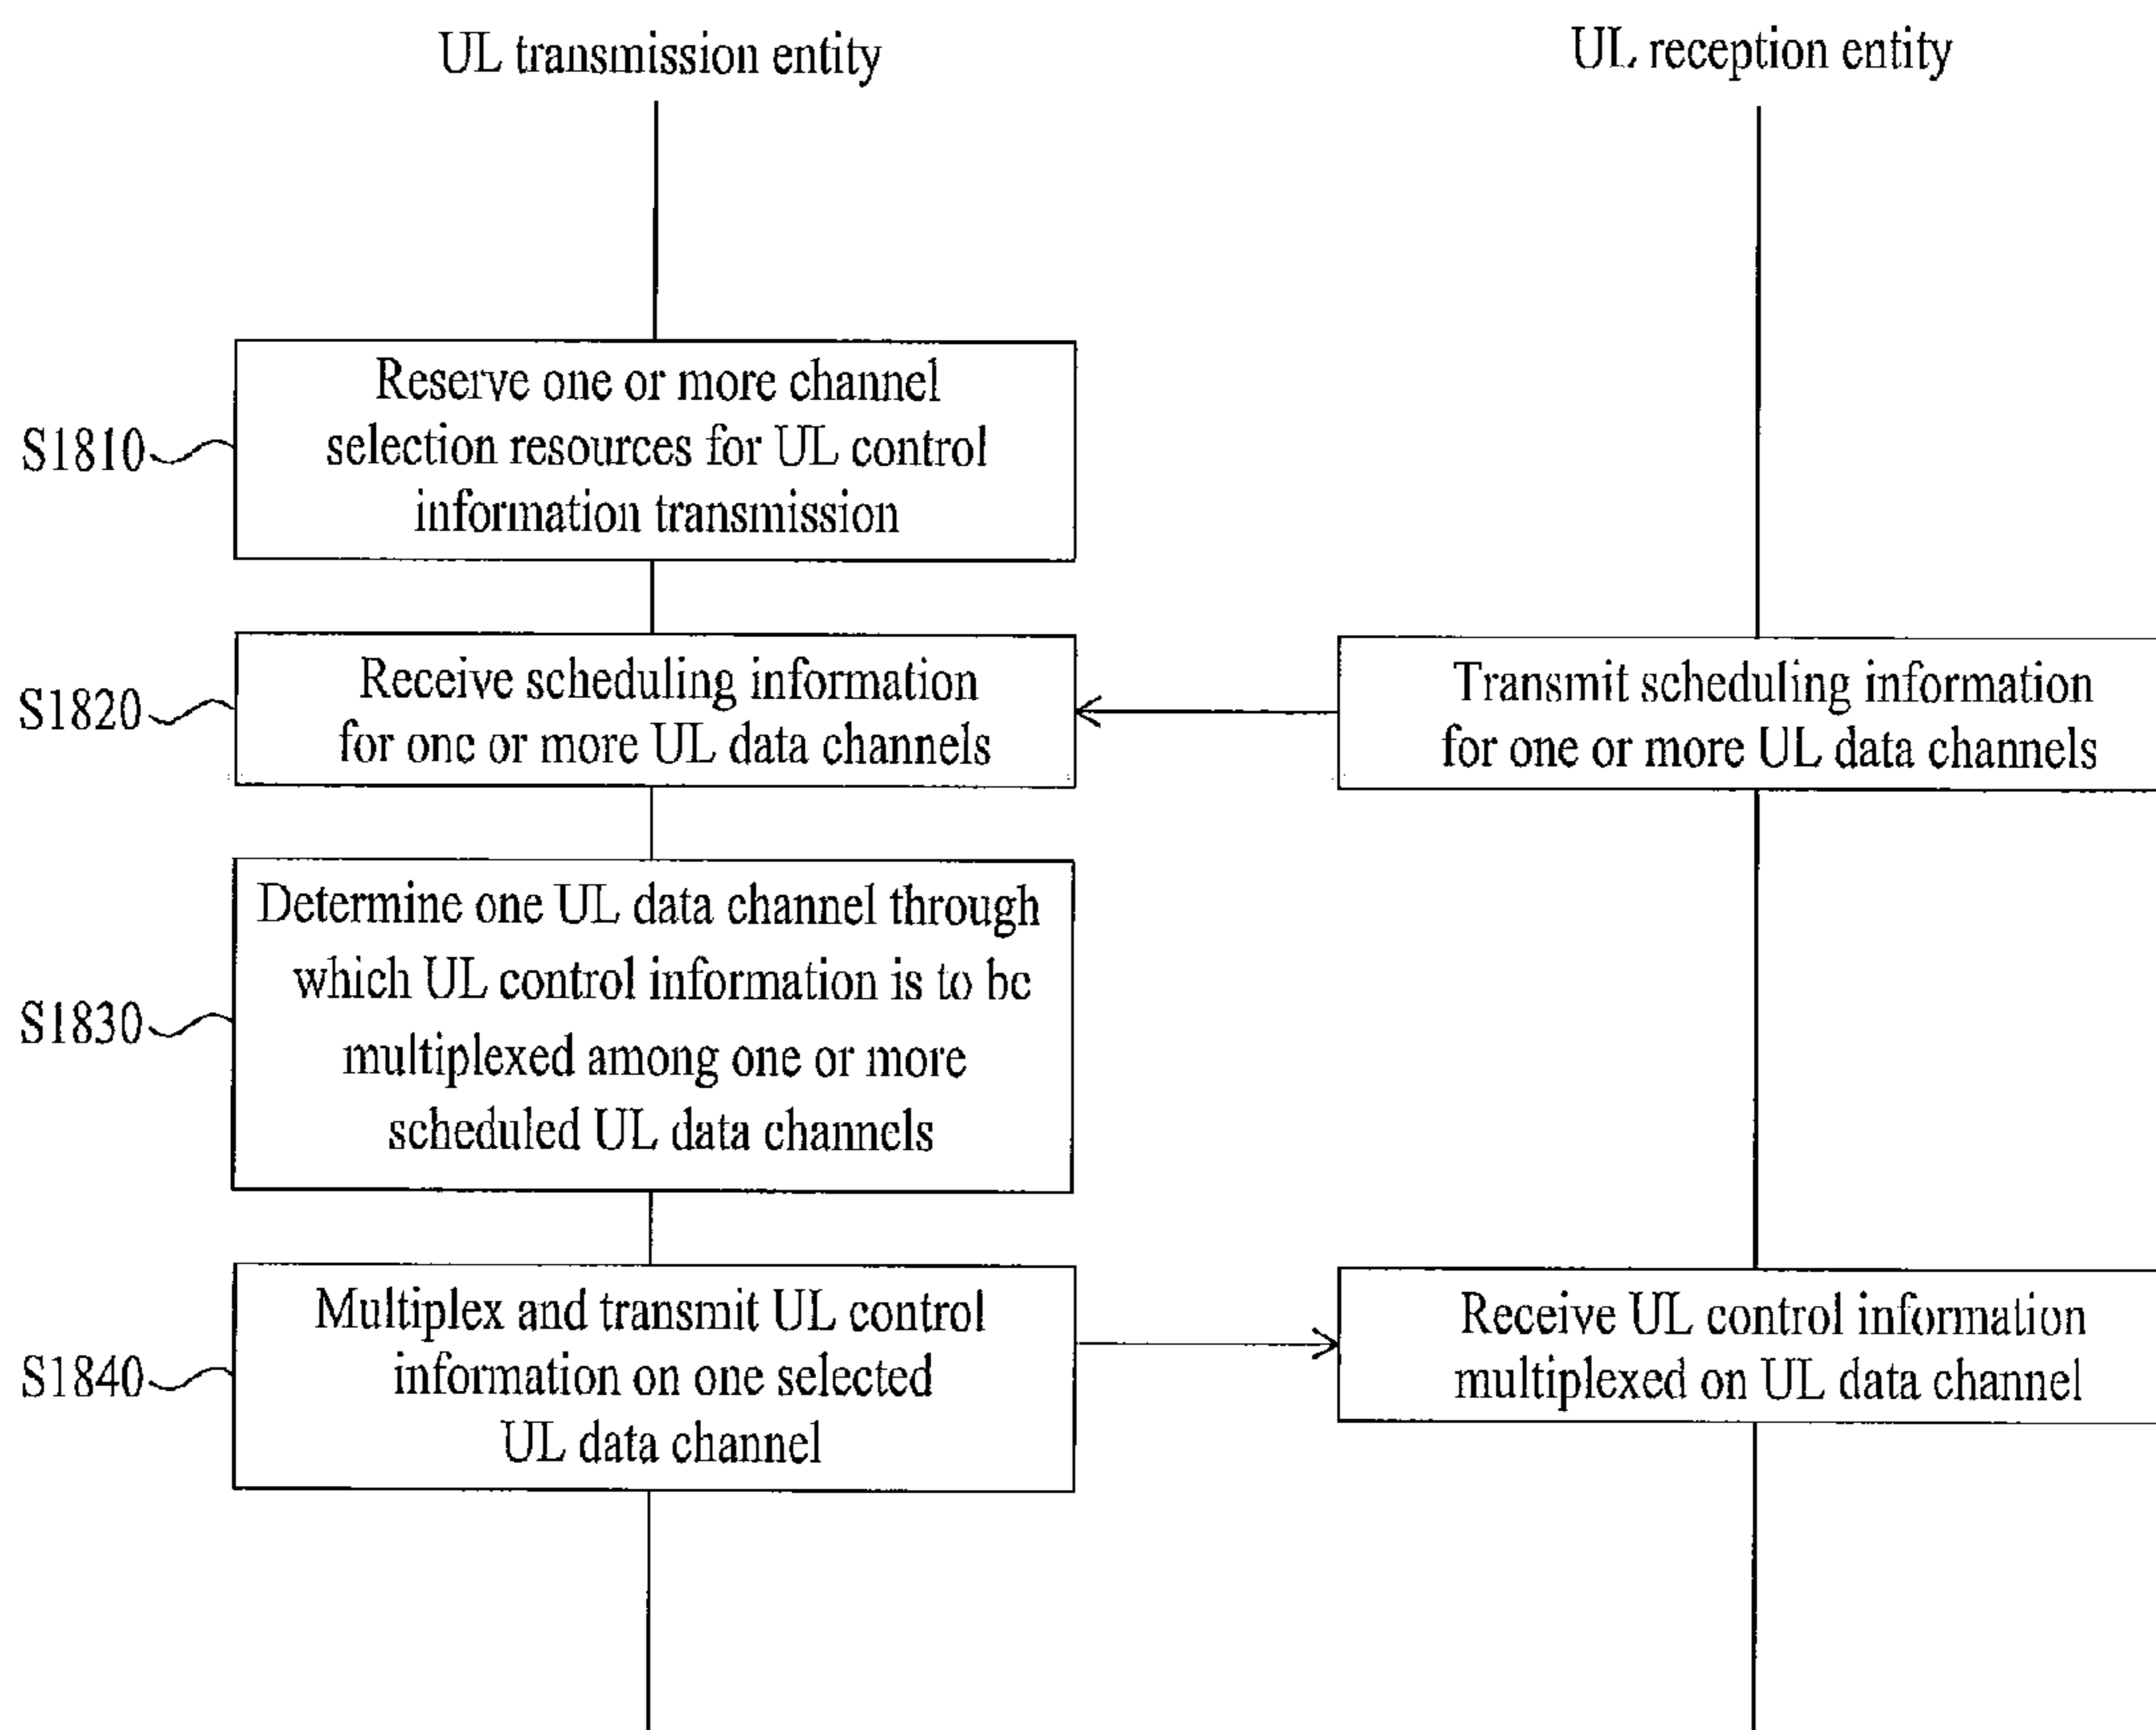 UL transmission entity
UL reception entity
Reserve one or more channel
selection resources for UL control
information transmission
S1810
Receive scheduling information
for one or more UL data channels
S1820
Transmit scheduling information
for one or more UL data channels
Determine one UL data channel through
which UL control information is to be
multiplexed among one or more
scheduled UL data channels
S1830
Multiplex and transmit UL control
information on one selected
UL data channel
S1840
Receive UL control information
multiplexed on UL data channel